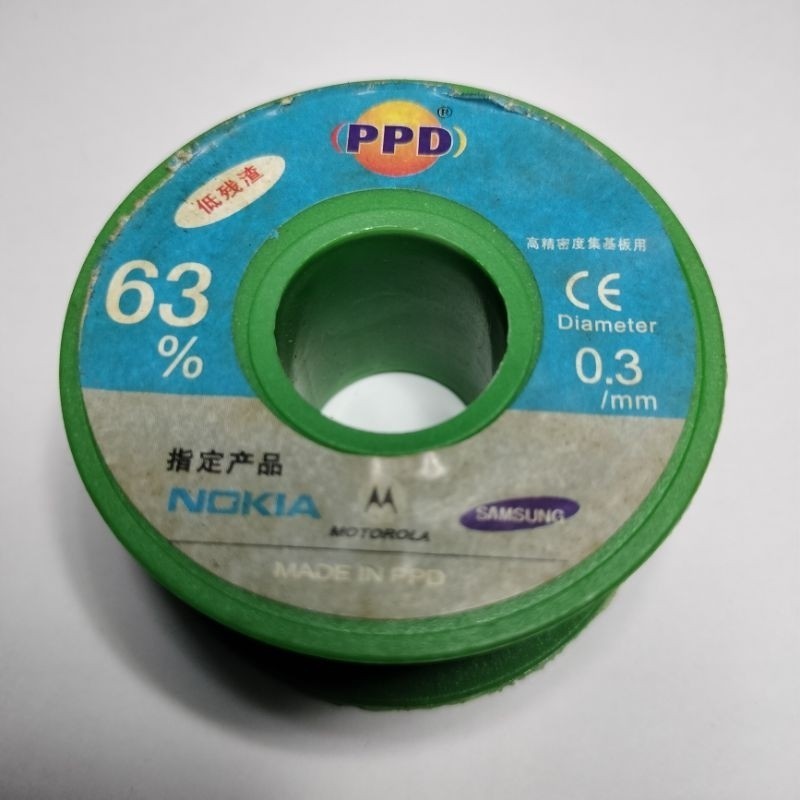 PPD®
低残渣
高精密度集基板用
63
%
CE
Diameter
0.3
/mm
指定产品
NOKIA
MOTOROLA
SAMSUNG
MADE IN PPD